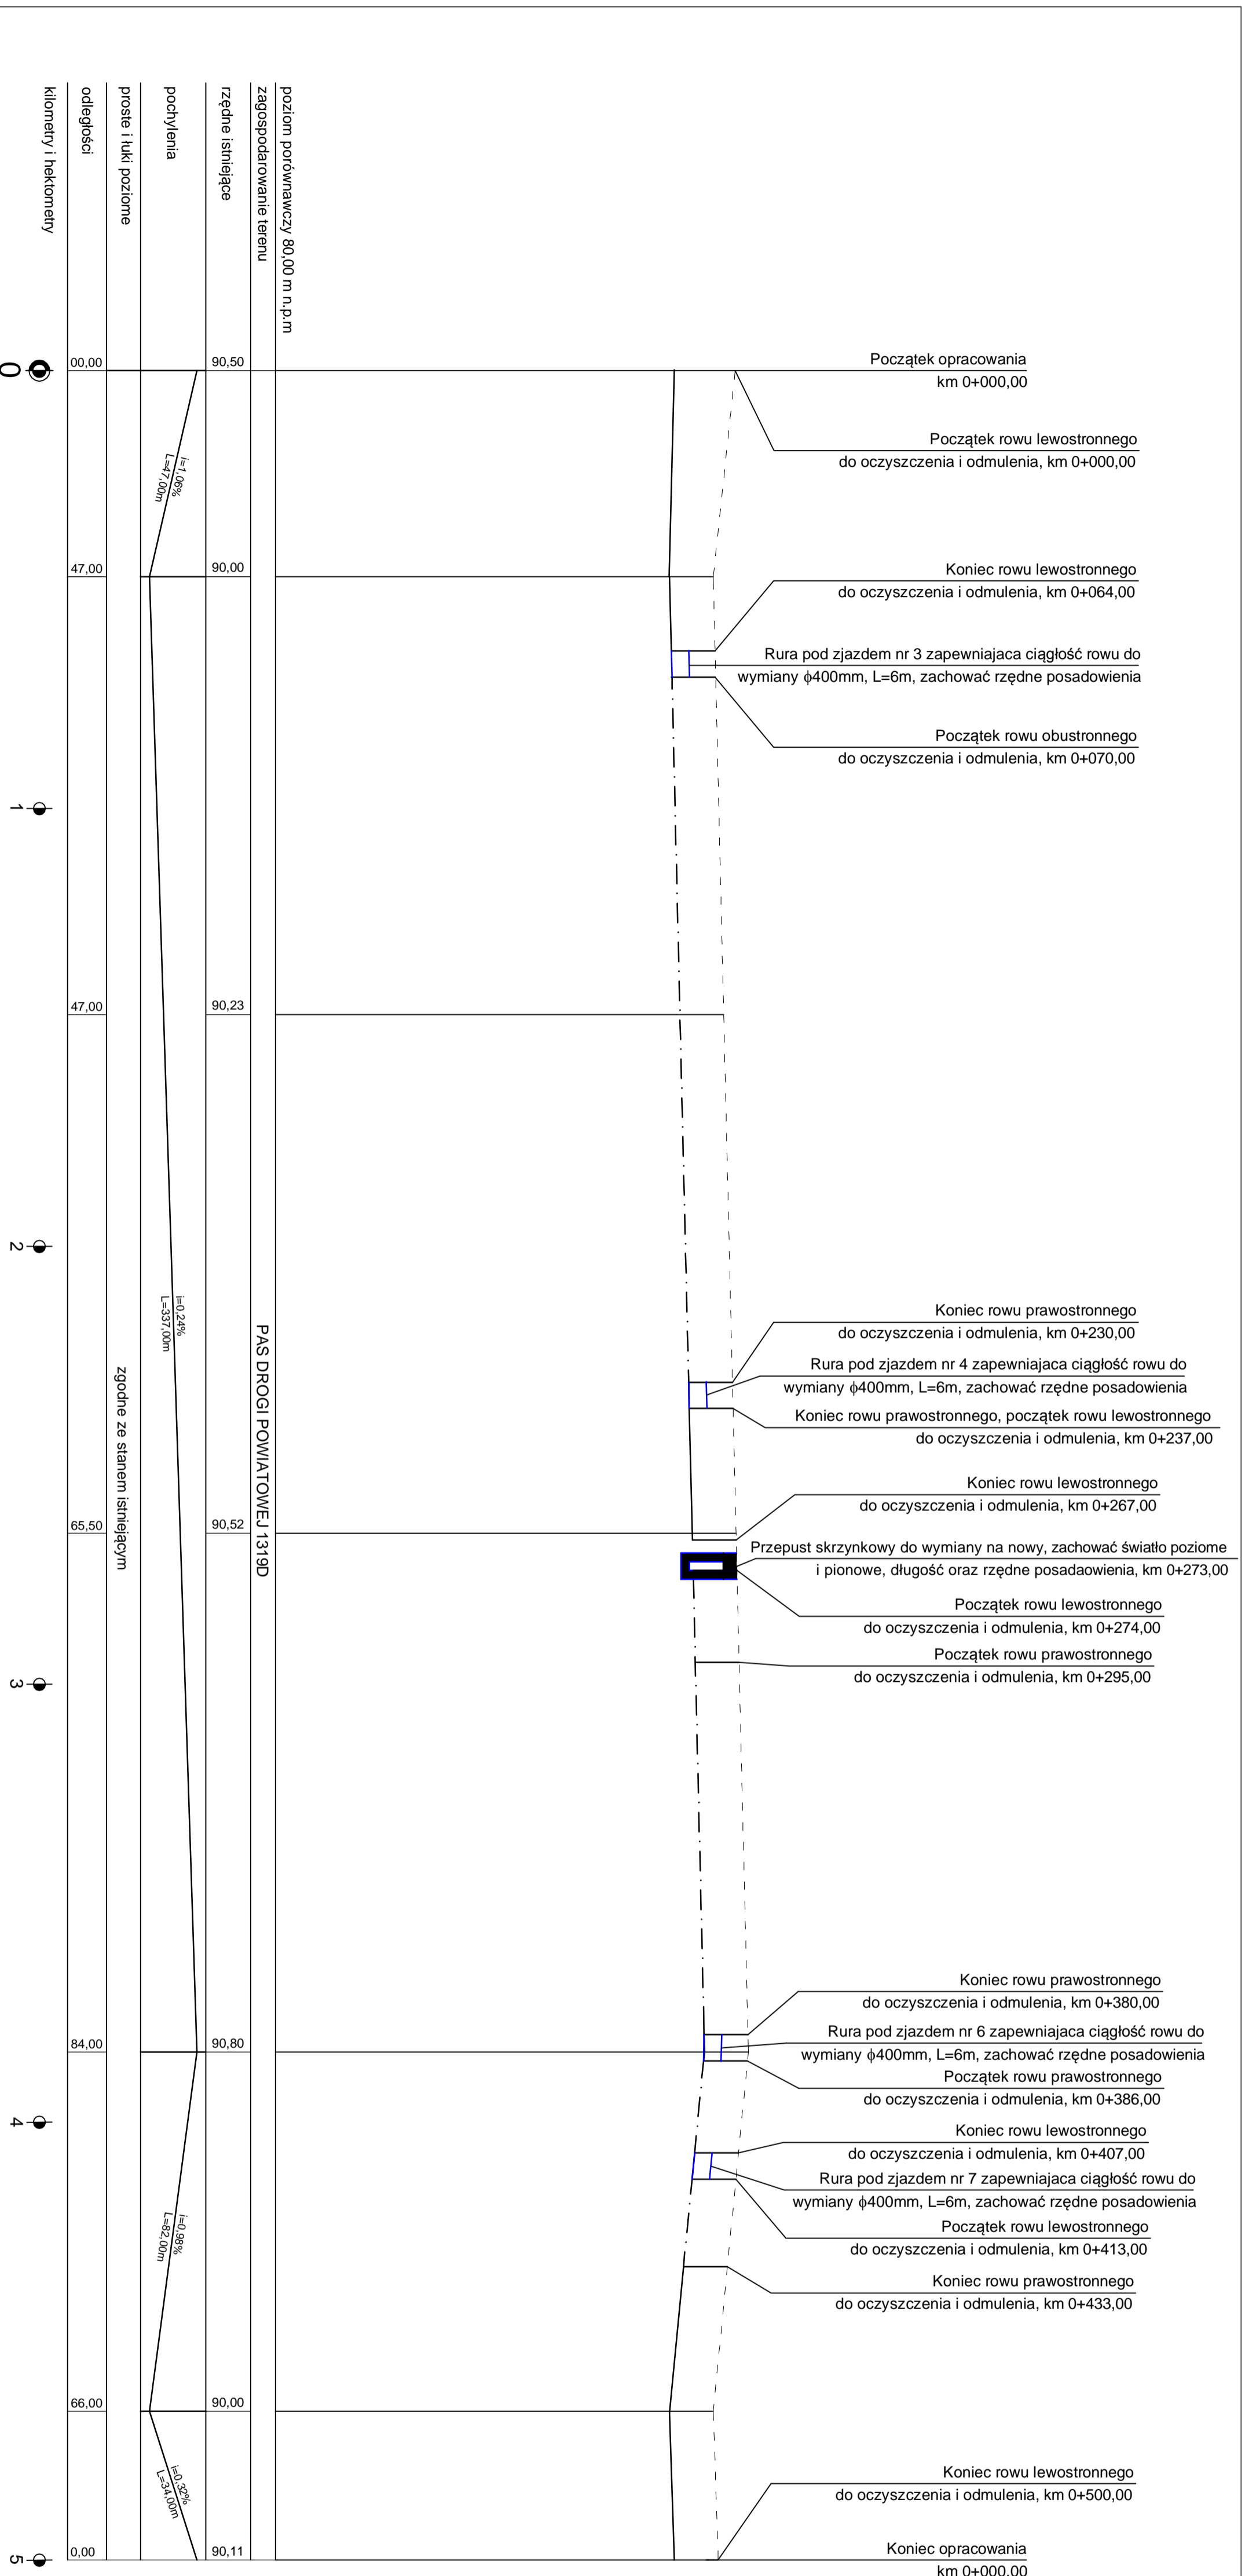 poziom porównawczy 80,00 m n.p.m
zagospodarowanie terenu
rzędne istniejące
pochylenia
proste i łuki poziome
odległości
kilometry i hektometry
PAS DROGI POWIATOWEJ 1319D
zgodne ze stanem istniejącym
Początek opracowania
km 0+000,00
Początek rowu lewostronnego
do oczyszczenia i odmulenia, km 0+000,00
Koniec rowu lewostronnego
do oczyszczenia i odmulenia, km 0+064,00
Rura pod zjazdem nr 3 zapewniajaca ciągłość rowu do
wymiany ϕ400mm, L=6m, zachować rzędne posadowienia
Początek rowu obustronnego
do oczyszczenia i odmulenia, km 0+070,00
Koniec rowu prawostronnego
do oczyszczenia i odmulenia, km 0+230,00
Rura pod zjazdem nr 4 zapewniajaca ciągłość rowu do
wymiany ϕ400mm, L=6m, zachować rzędne posadowienia
Koniec rowu prawostronnego, początek rowu lewostronnego
do oczyszczenia i odmulenia, km 0+237,00
Koniec rowu lewostronnego
do oczyszczenia i odmulenia, km 0+267,00
Przepust skrzynkowy do wymiany na nowy, zachować światło poziome
i pionowe, długość oraz rzędne posadaowienia, km 0+273,00
Początek rowu lewostronnego
do oczyszczenia i odmulenia, km 0+274,00
Początek rowu prawostronnego
do oczyszczenia i odmulenia, km 0+295,00
Koniec rowu prawostronnego
do oczyszczenia i odmulenia, km 0+380,00
Rura pod zjazdem nr 6 zapewniajaca ciągłość rowu do
wymiany ϕ400mm, L=6m, zachować rzędne posadowienia
Początek rowu prawostronnego
do oczyszczenia i odmulenia, km 0+386,00
Koniec rowu lewostronnego
do oczyszczenia i odmulenia, km 0+407,00
Rura pod zjazdem nr 7 zapewniajaca ciągłość rowu do
wymiany ϕ400mm, L=6m, zachować rzędne posadowienia
Początek rowu lewostronnego
do oczyszczenia i odmulenia, km 0+413,00
Koniec rowu prawostronnego
do oczyszczenia i odmulenia, km 0+433,00
Koniec rowu lewostronnego
do oczyszczenia i odmulenia, km 0+500,00
Koniec opracowania
km 0+000,00
90,50
90,00
90,23
90,52
90,80
90,00
90,11
i=1,06%
L=47,00m
i=0,24%
L=337,00m
i=0,98%
L=82,00m
i=0,32%
L=34,00m
00,00
47,00
47,00
65,50
84,00
66,00
0,00
0
1
2
3
4
5